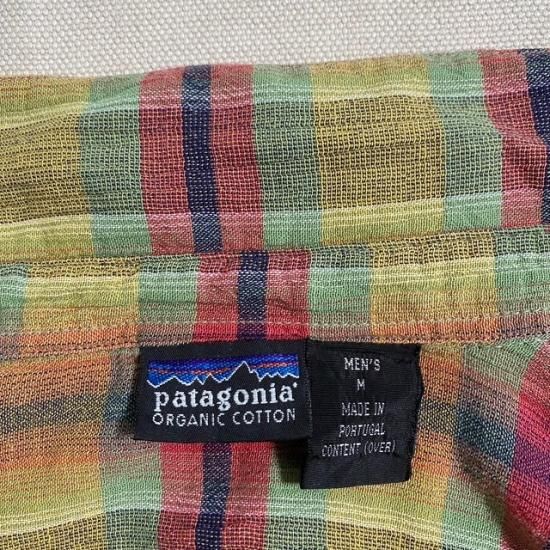 patagonia®
ORGANIC COTTON
MEN'S
M
MADE IN
PORTUGAL
CONTENT (OVER)